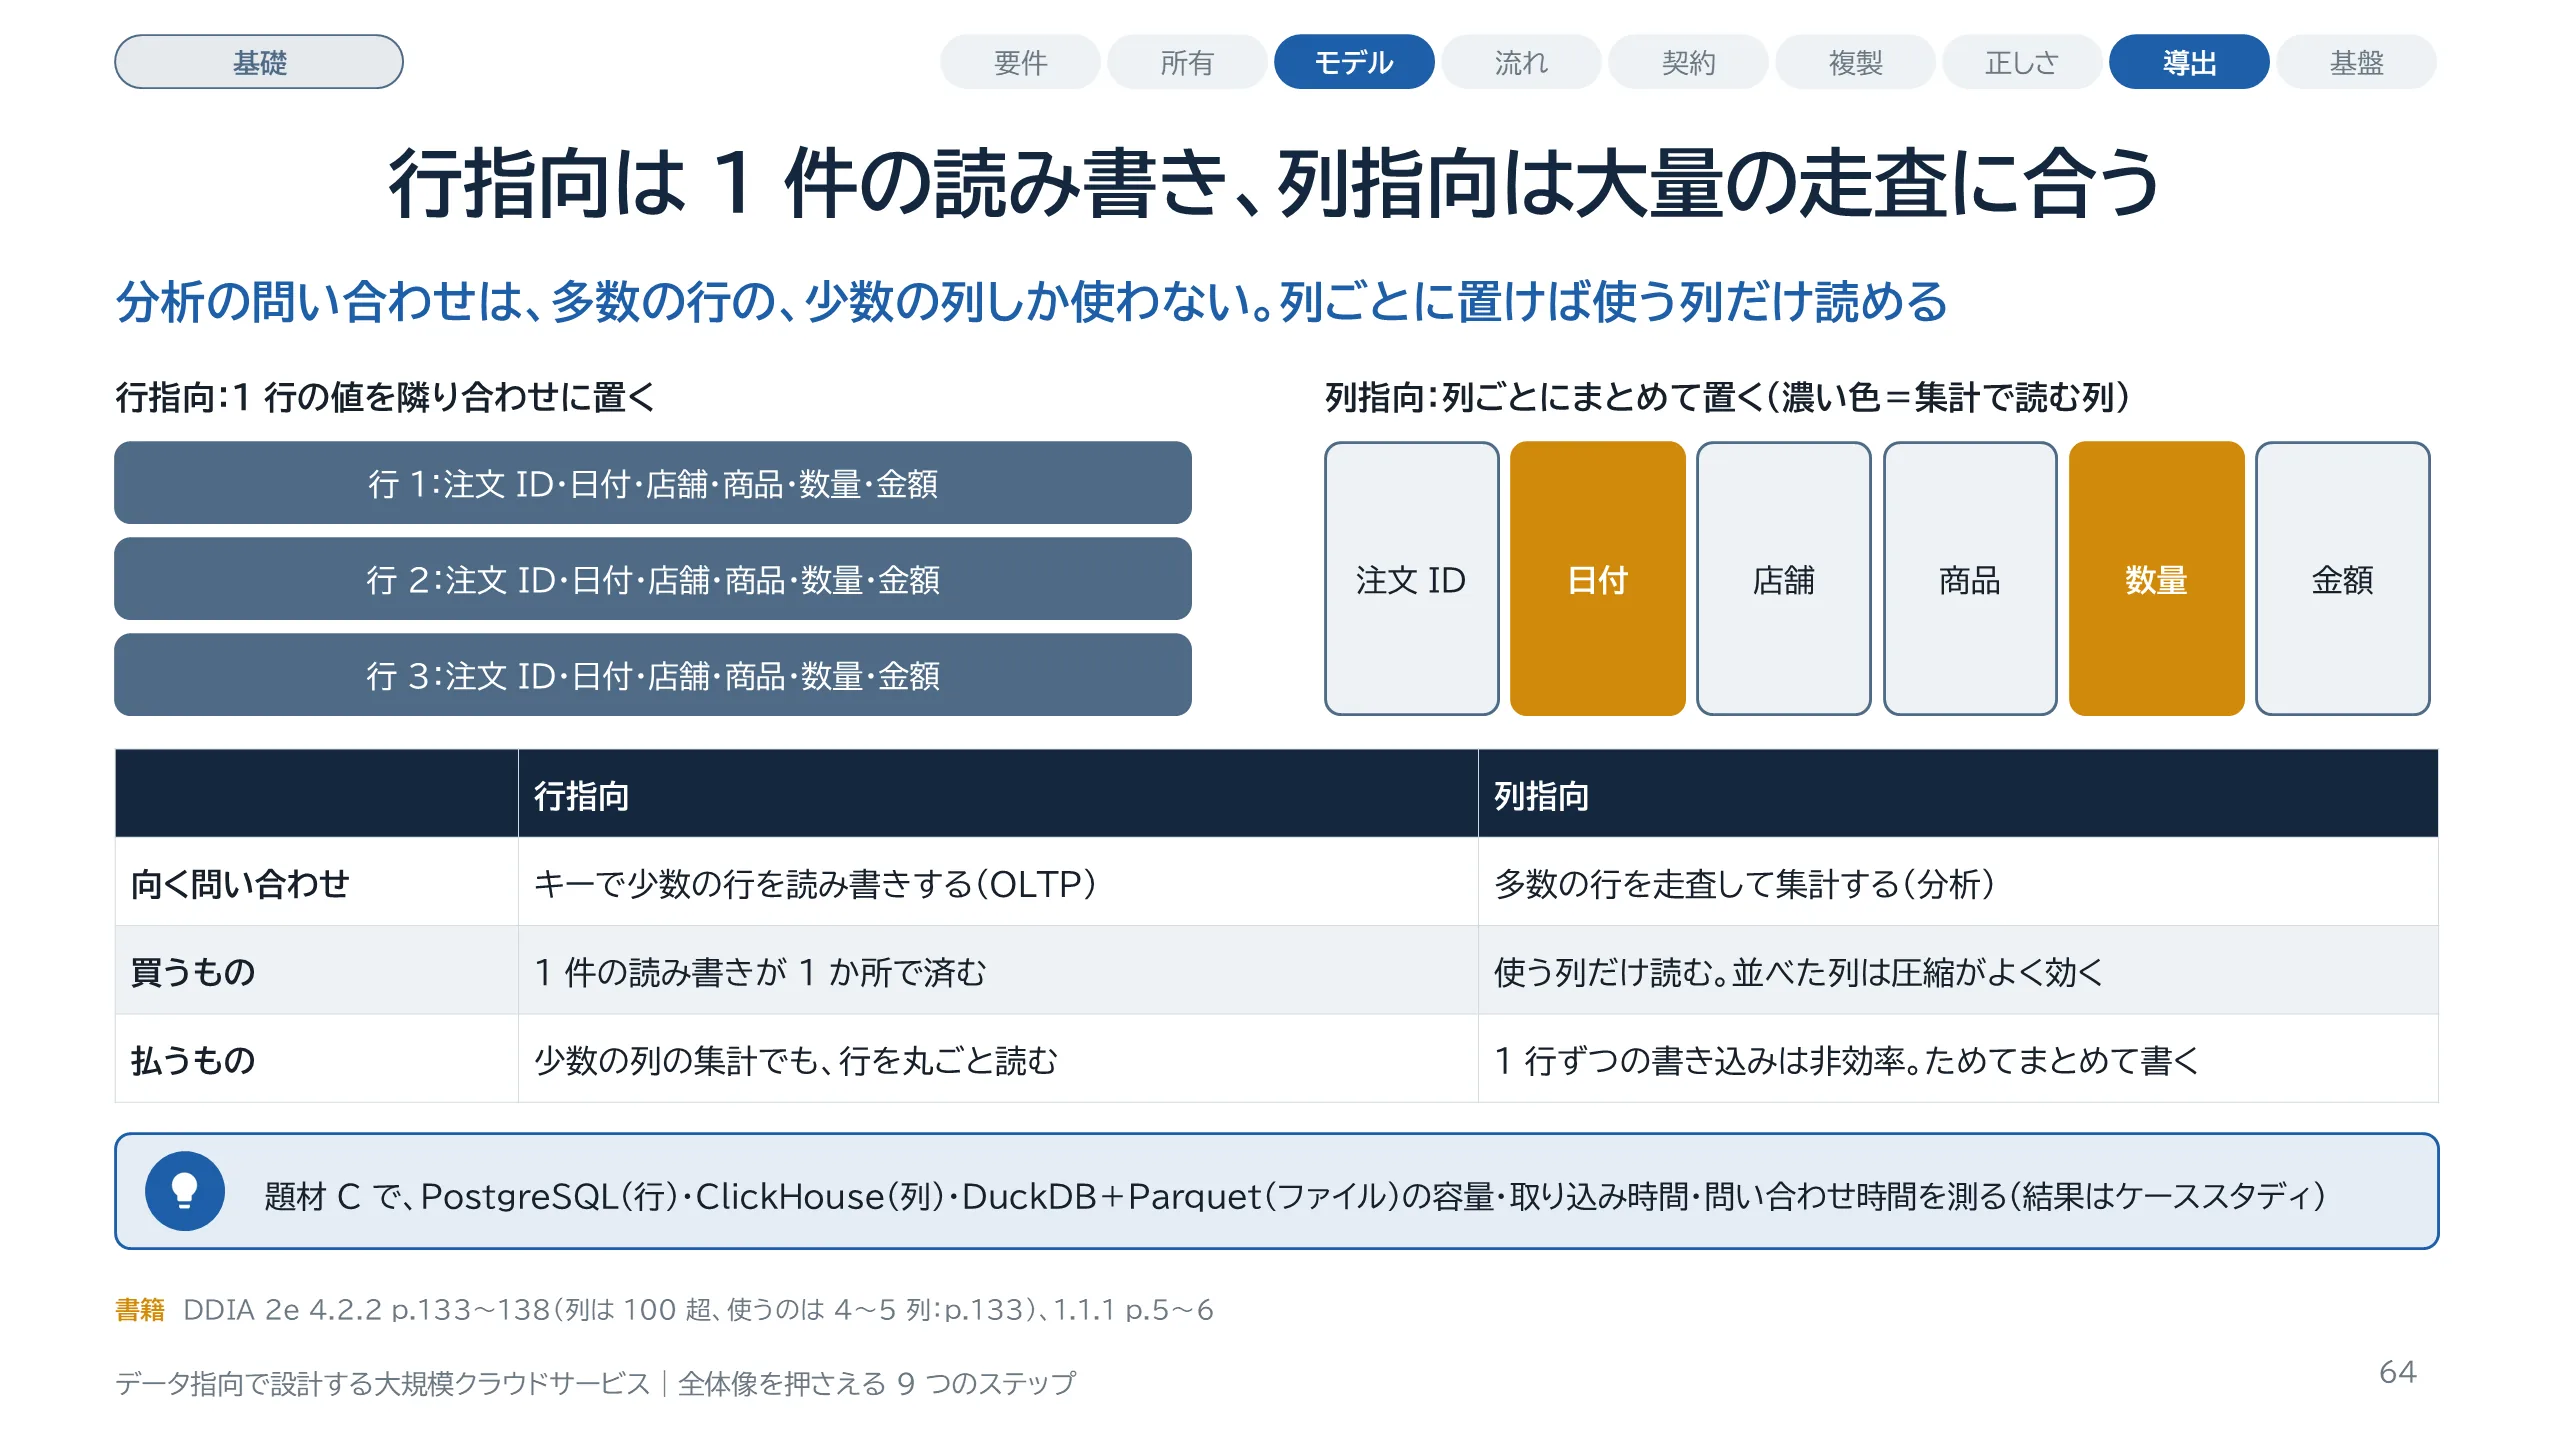 基礎
要件 所有 モデル 流れ 契約 複製 正しさ 導出 基盤
行指向は 1 件の読み書き、列指向は大量の走査に合う
分析の問い合わせは、多数の行の、少数の列しか使わない。列ごとに置けば使う列だけ読める
行指向：1 行の値を隣り合わせに置く
行 1：注文 ID・日付・店舗・商品・数量・金額
行 2：注文 ID・日付・店舗・商品・数量・金額
行 3：注文 ID・日付・店舗・商品・数量・金額
列指向：列ごとにまとめて置く（濃い色＝集計で読む列）
注文 ID 日付 店舗 商品 数量 金額
行指向 列指向
向く問い合わせ キーで少数の行を読み書きする（OLTP） 多数の行を走査して集計する（分析）
買うもの 1 件の読み書きが 1 か所で済む 使う列だけ読む。並べた列は圧縮がよく効く
払うもの 少数の列の集計でも、行を丸ごと読む 1 行ずつの書き込みは非効率。ためてまとめて書く
題材 C で、PostgreSQL（行）・ClickHouse（列）・DuckDB＋Parquet（ファイル）の容量・取り込み時間・問い合わせ時間を測る（結果はケーススタディ）
書籍 DDIA 2e 4.2.2 p.133〜138（列は 100 超、使うのは 4〜5 列：p.133）、1.1.1 p.5〜6
データ指向で設計する大規模クラウドサービス｜全体像を押さえる 9 つのステップ
64